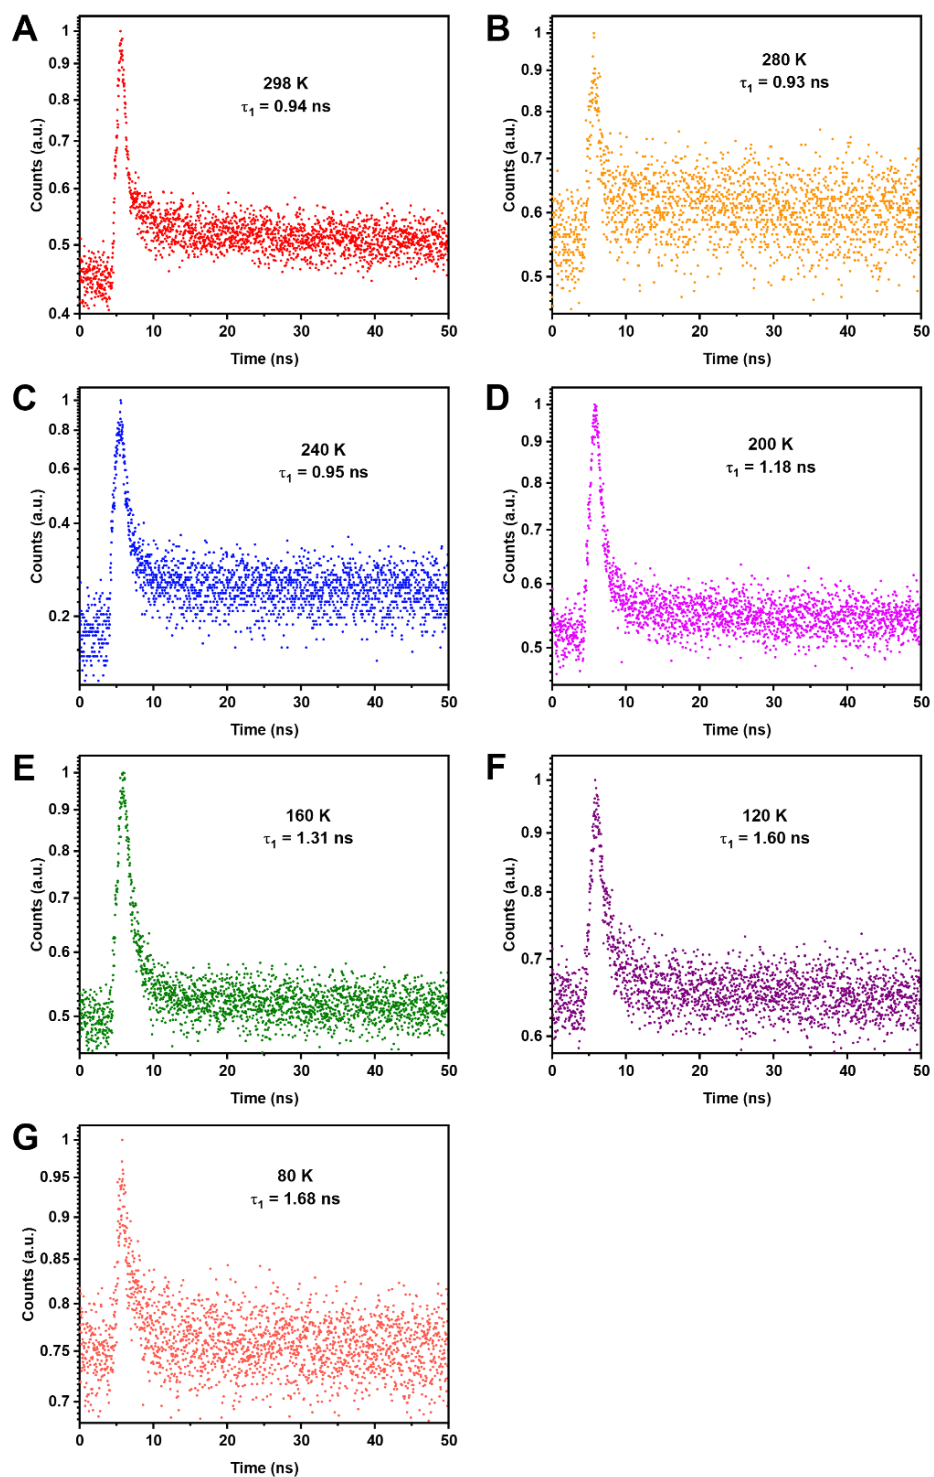 A
298 K
τ1 = 0.94 ns
Counts (a.u.)
1
0.9
0.8
0.7
0.6
0.5
0.4
0 10 20 30 40 50
Time (ns)
B
280 K
τ1 = 0.93 ns
Counts (a.u.)
1
0.9
0.8
0.7
0.6
0.5
0 10 20 30 40 50
Time (ns)
C
240 K
τ1 = 0.95 ns
Counts (a.u.)
1
0.8
0.6
0.4
0.2
0 10 20 30 40 50
Time (ns)
D
200 K
τ1 = 1.18 ns
Counts (a.u.)
1
0.9
0.8
0.7
0.6
0.5
0 10 20 30 40 50
Time (ns)
E
160 K
τ1 = 1.31 ns
Counts (a.u.)
1
0.9
0.8
0.7
0.6
0.5
0 10 20 30 40 50
Time (ns)
F
120 K
τ1 = 1.60 ns
Counts (a.u.)
1
0.9
0.8
0.7
0.6
0 10 20 30 40 50
Time (ns)
G
80 K
τ1 = 1.68 ns
Counts (a.u.)
1
0.95
0.9
0.85
0.8
0.75
0.7
0 10 20 30 40 50
Time (ns)